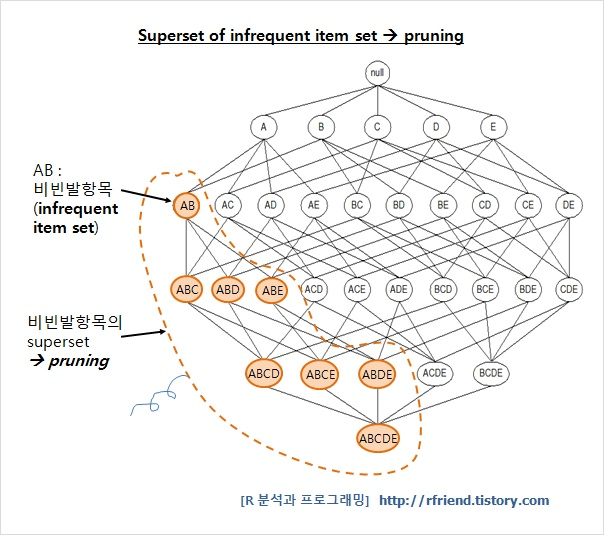 Superset of infrequent item set → pruning
null
A B C D E
AB :
비빈발항목
(infrequent
item set)
AB AC AD AE BC BD BE CD CE DE
ABC ABD ABE ACD ACE ADE BCD BCE BDE CDE
비빈발항목의
superset
→ pruning
ABCD ABCE ABDE ACDE BCDE
ABCDE
[R 분석과 프로그래밍] http://rfriend.tistory.com